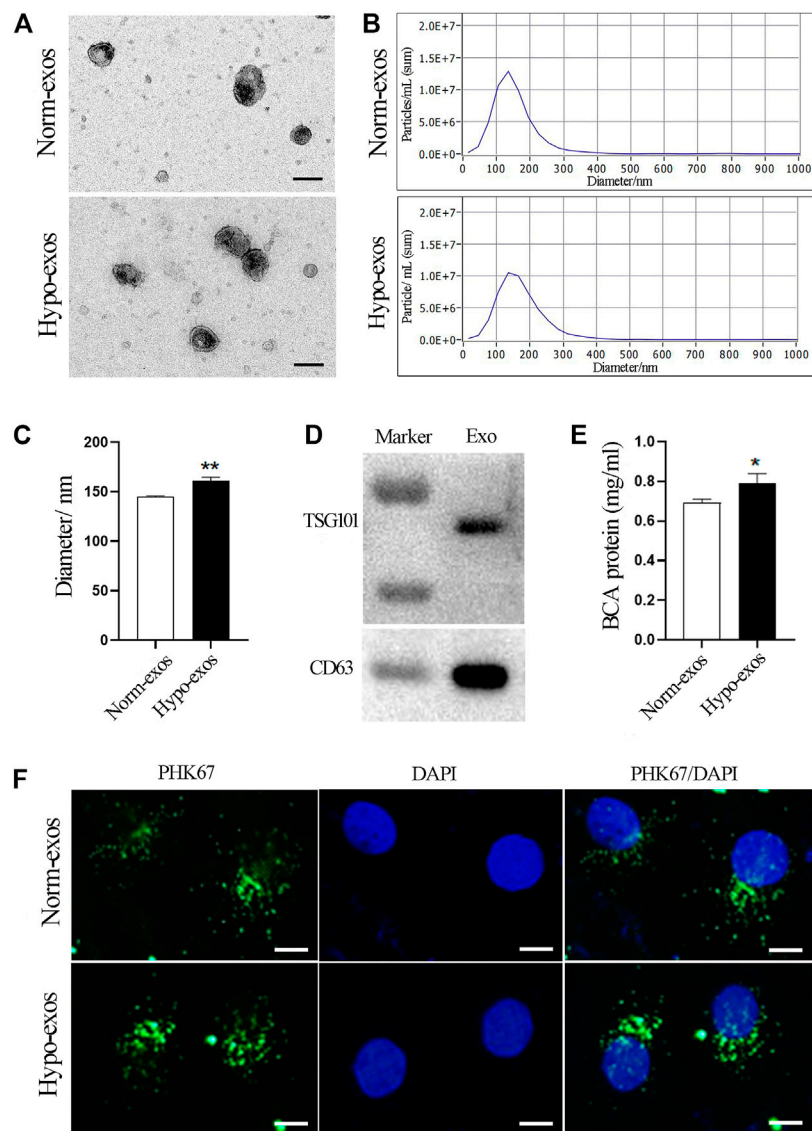 A
Norm-exos
Hypo-exos
B
Norm-exos
Particles/mL (sum)
2.0E+7
1.5E+7
1.0E+7
5.0E+6
0.0E+0
0 100 200 300 400 500 600 700 800 900 1000
Diameter/nm
Hypo-exos
Particle/ mL (sum)
2.0E+7
1.5E+7
1.0E+7
5.0E+6
0.0E+0
0 100 200 300 400 500 600 700 800 900 1000
Diameter/nm
C
Diameter/ nm
200
150
100
50
0
**
Norm-exos
Hypo-exos
D
Marker Exo
TSG101
CD63
E
BCA protein (mg/ml)
1.0
0.8
0.6
0.4
0.2
0.0
*
Norm-exos
Hypo-exos
F
PHK67 DAPI PHK67/DAPI
Norm-exos
Hypo-exos